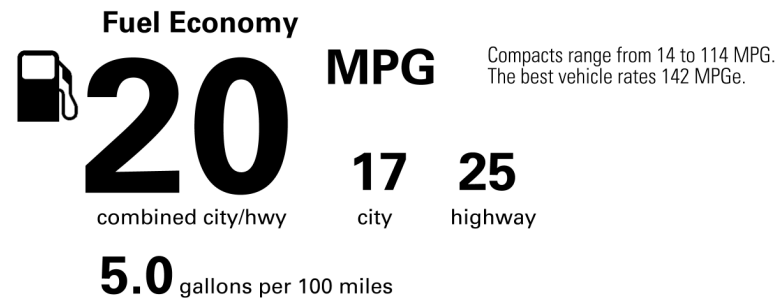 Fuel Economy
20 MPG
Compacts range from 14 to 114 MPG.
The best vehicle rates 142 MPGe.
17 25
combined city/hwy city highway
5.0 gallons per 100 miles